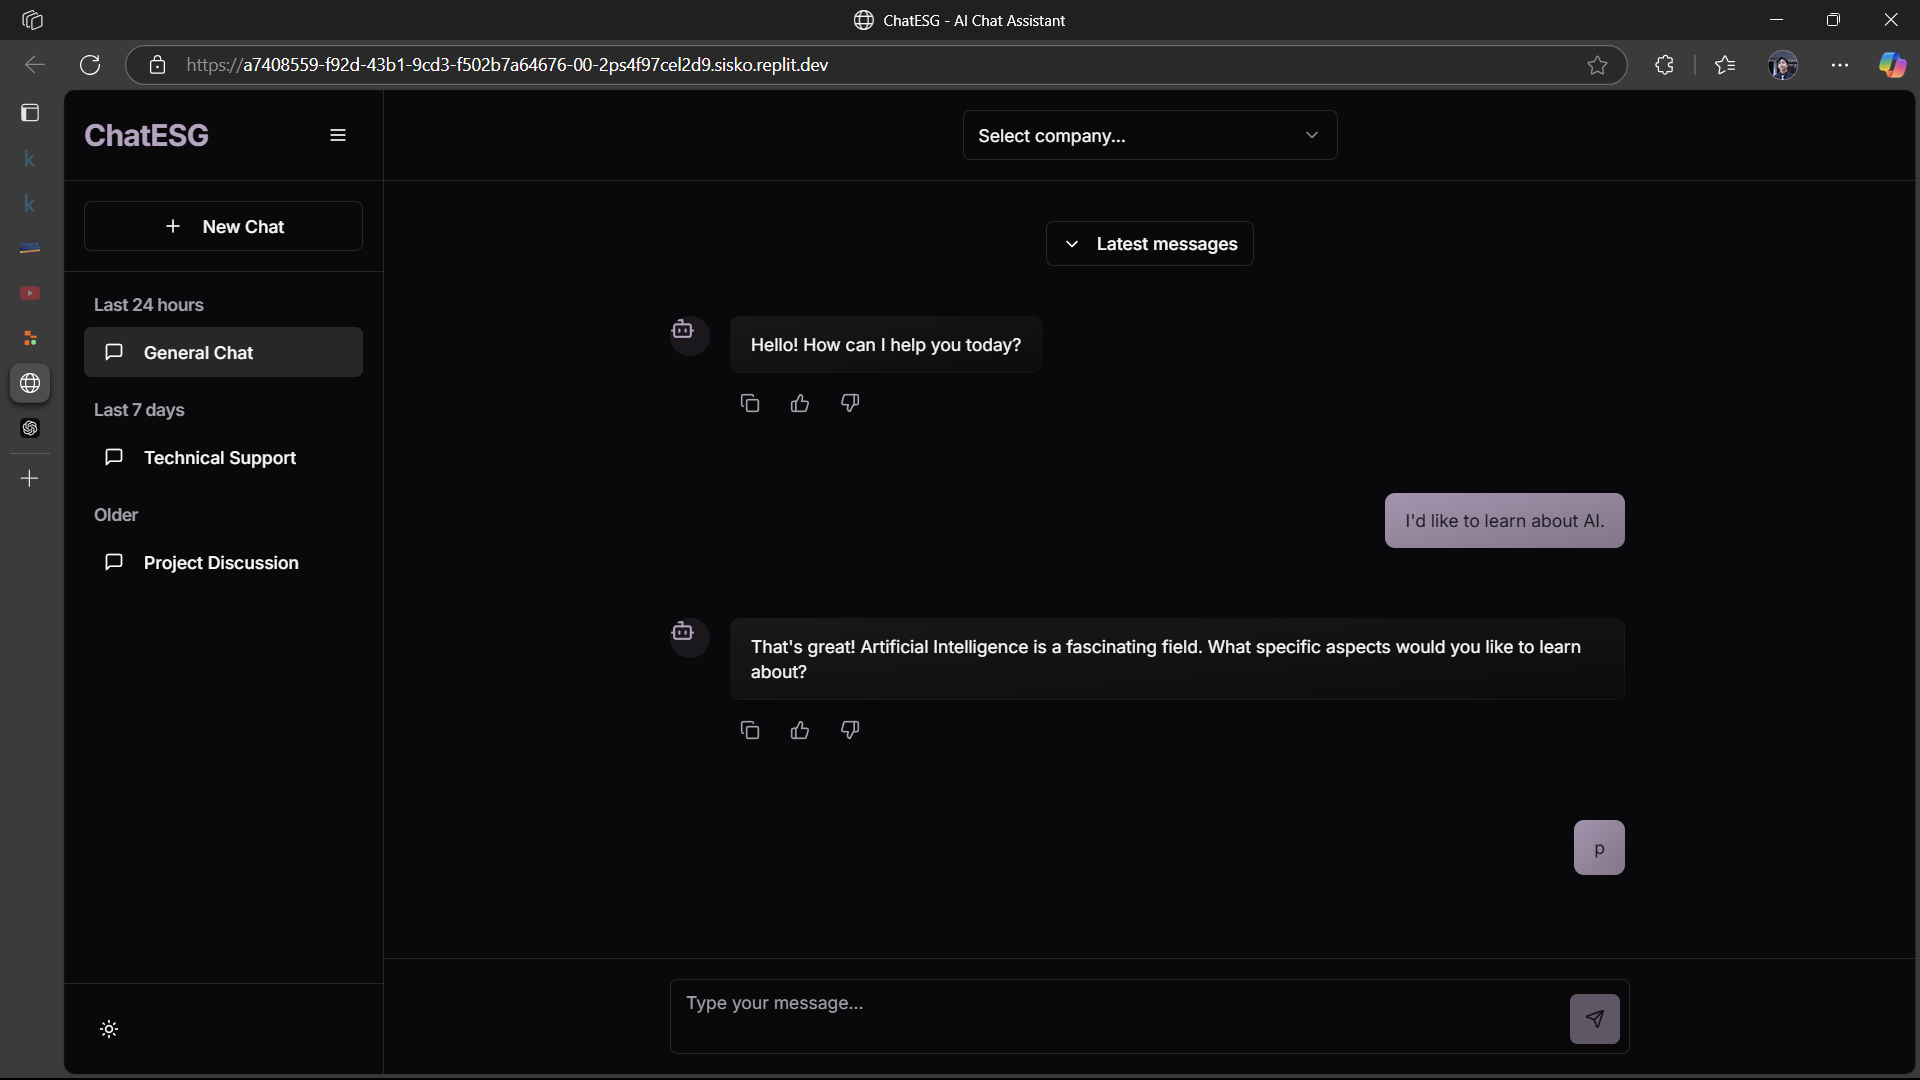 ChatESG - AI Chat Assistant
https://a7408559-f92d-43b1-9cd3-f502b7a64676-00-2ps4f97cel2d9.sisko.replit.dev
k
k
ChatESG
Select company...
New Chat
Latest messages
Last 24 hours
General Chat
Hello! How can I help you today?
Last 7 days
Technical Support
Older
Project Discussion
I'd like to learn about AI.
That's great! Artificial Intelligence is a fascinating field. What specific aspects would you like to learn
about?
p
Type your message...